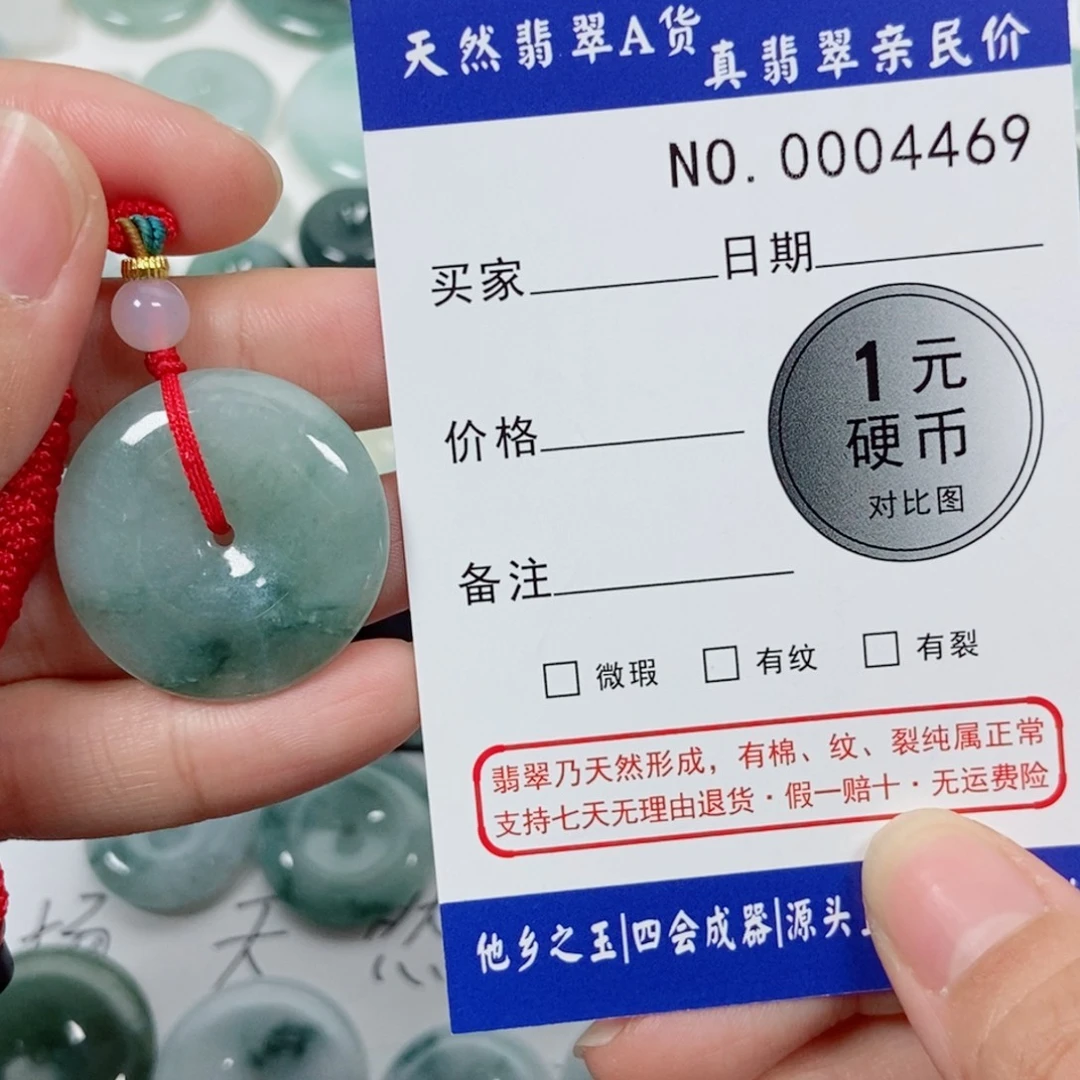 天然翡翠A货
真翡翠亲民价
NO.0004469
买家 日期
1元
硬币
对比图
价格
备注
□ 微瑕 □ 有纹 □ 有裂
翡翠乃天然形成，有棉、纹、裂纯属正常
支持七天无理由退货·假一赔十·无运费险
他乡之玉|四会成器|源头
天然